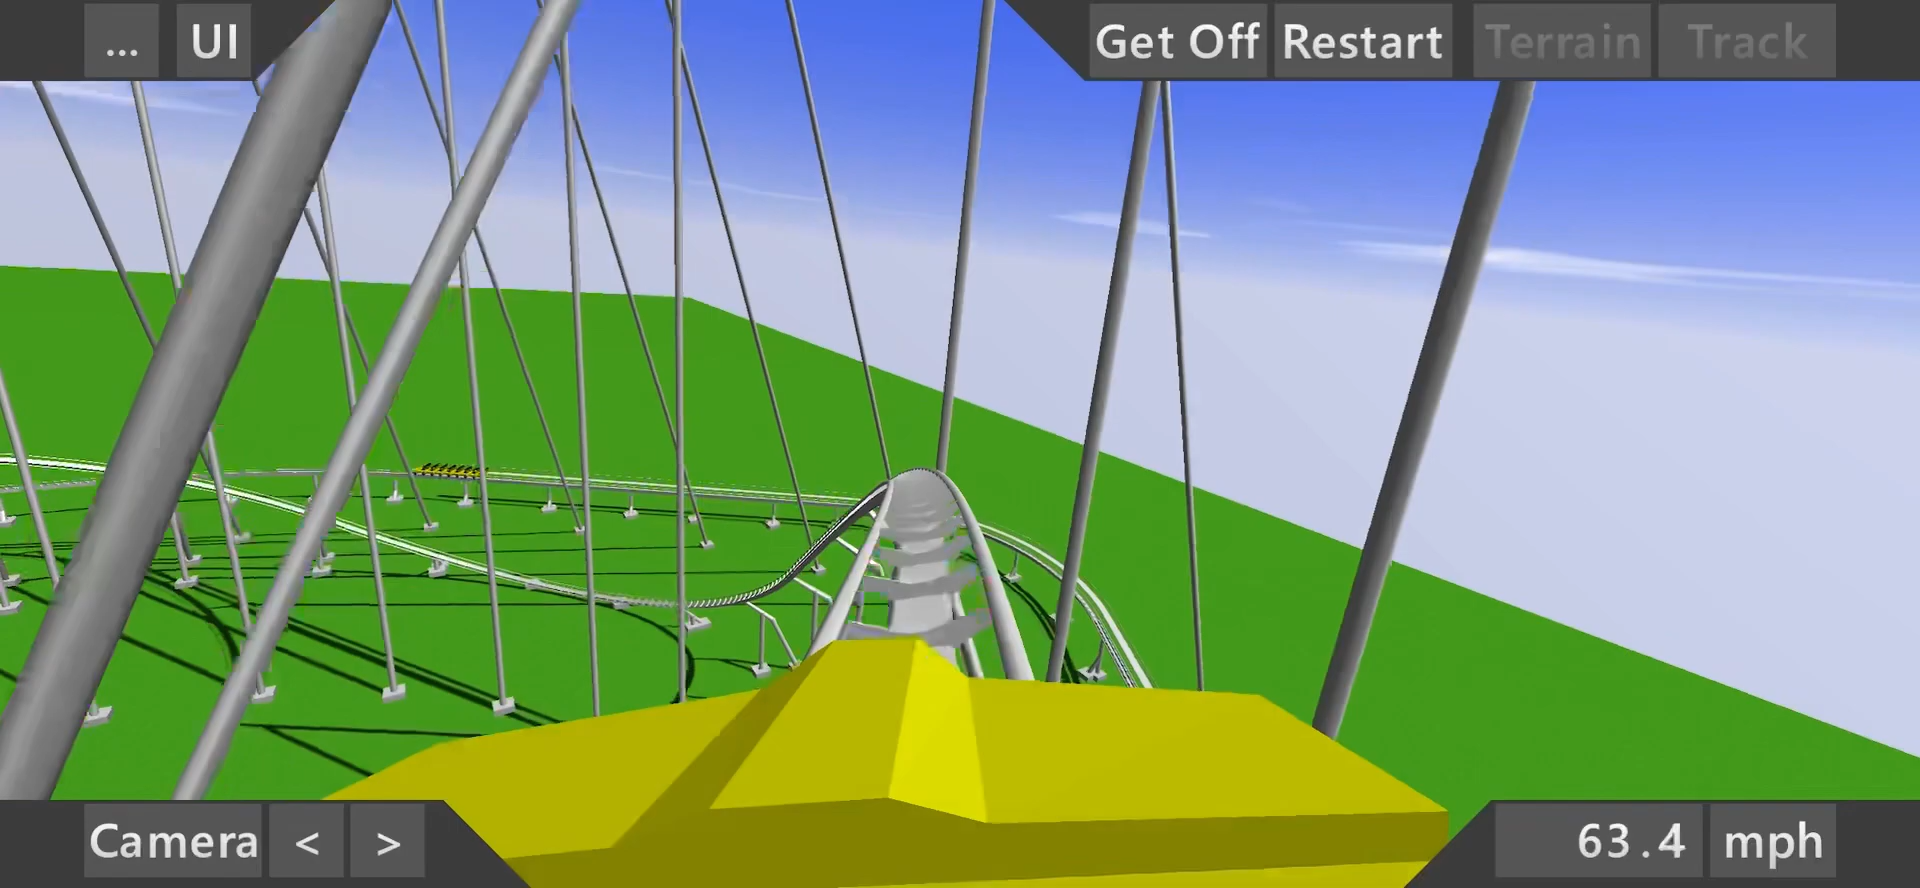 ... UI Get Off Restart Terrain Track
Camera < > 63.4 mph